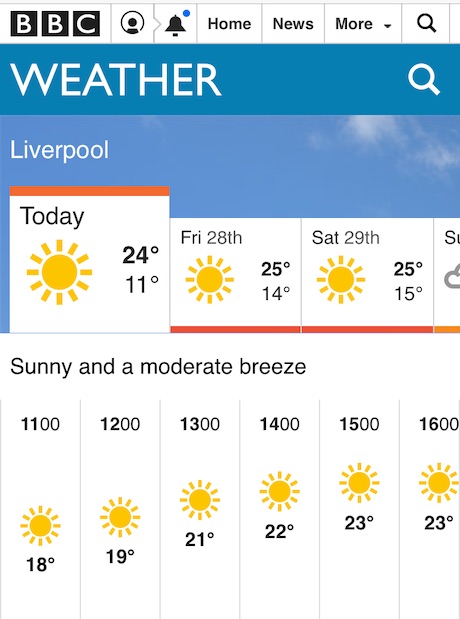 BBC Home News More
WEATHER
Liverpool
Today
24°
11°
Fri 28th
25°
14°
Sat 29th
25°
15°
Su
Sunny and a moderate breeze
1100 1200 1300 1400 1500 1600
18° 19° 21° 22° 23° 23°